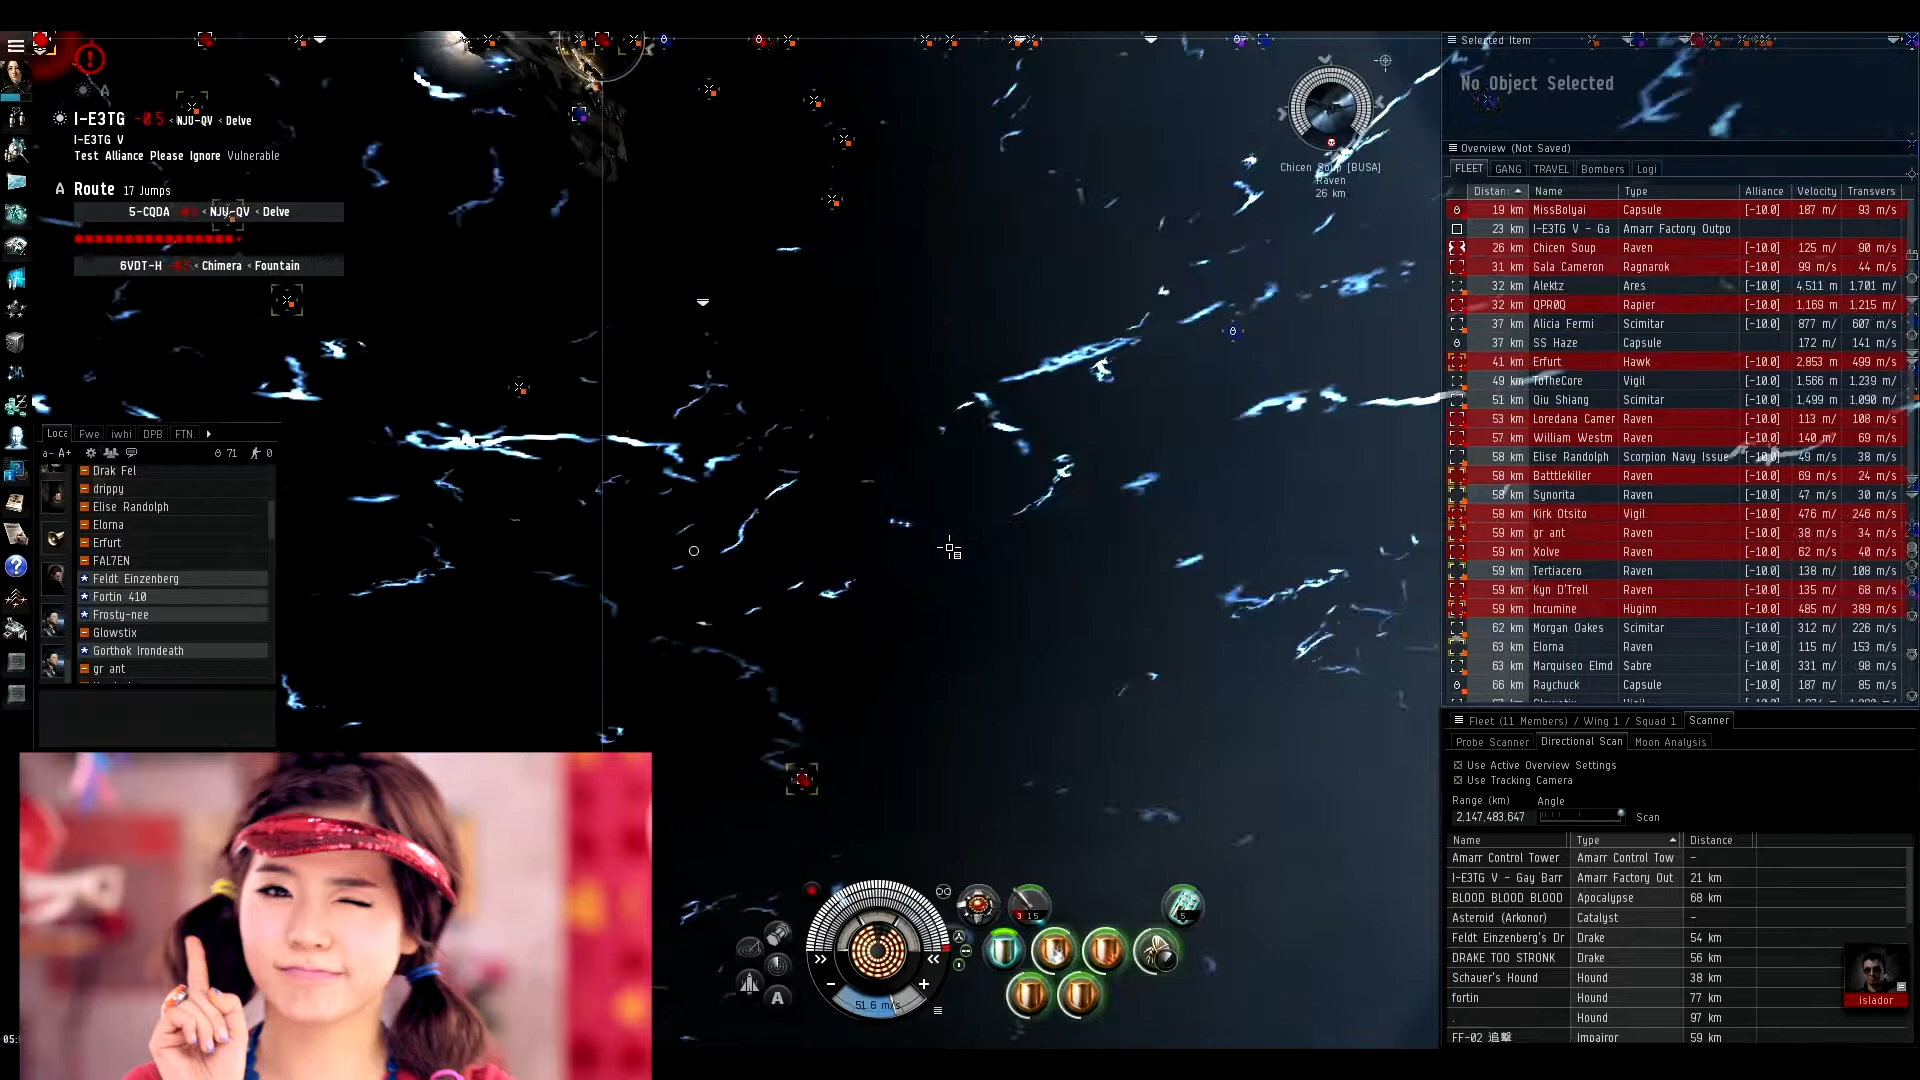 Selected Item
No Object Selected
I-E3TG -0.5 < NJU-QV < Delve
I-E3TG V
Test Alliance Please Ignore Vulnerable
A Route 17 Jumps
5-CQDA < NJU-QV < Delve
6VDT-H < Chimera < Fountain
Chicen Soup [BUSA]
Raven
26 km
Overview (Not Saved)
FLEET GANG TRAVEL Bombers Logi
Distanc Name Type Alliance Velocity Transvers
19 km MissBolyai Capsule [-10.0] 187 m/ 93 m/s
23 km I-E3TG V - Ga Amarr Factory Outpo
26 km Chicen Soup Raven [-10.0] 125 m/ 90 m/s
31 km Sala Cameron Ragnarok [-10.0] 99 m/s 44 m/s
32 km Alektz Ares [-10.0] 4,511 m 1,701 m/
32 km QPR0Q Rapier [-10.0] 1,169 m 1,215 m/
37 km Alicia Fermi Scimitar [-10.0] 877 m/ 607 m/s
37 km SS Haze Capsule 172 m/ 141 m/s
41 km Erfurt Hawk [-10.0] 2,853 m 499 m/s
49 km ToTheCore Vigil [-10.0] 1,566 m 1,239 m/
51 km Qiu Shiang Scimitar [-10.0] 1,499 m 1,090 m/
53 km Loredana Camer Raven [-10.0] 113 m/ 108 m/s
57 km William Westm Raven [-10.0] 140 m/ 69 m/s
58 km Elise Randolph Scorpion Navy Issue [-10.0] 49 m/s 38 m/s
58 km Batttlekiller Raven [-10.0] 69 m/s 24 m/s
58 km Synorita Raven [-10.0] 47 m/s 30 m/s
58 km Kirk Otsito Vigil [-10.0] 476 m/ 246 m/s
59 km gr ant Raven [-10.0] 38 m/s 34 m/s
59 km Xolve Raven [-10.0] 62 m/s 40 m/s
59 km Tertiacero Raven [-10.0] 138 m/ 108 m/s
59 km Kyn D'Trell Raven [-10.0] 135 m/ 68 m/s
59 km Incumine Huginn [-10.0] 485 m/ 389 m/s
62 km Morgan Oakes Scimitar [-10.0] 312 m/ 226 m/s
63 km Elorna Raven [-10.0] 115 m/ 153 m/s
63 km Marquiseo Elmd Sabre [-10.0] 331 m/ 98 m/s
66 km Raychuck Capsule [-10.0] 187 m/ 85 m/s
Loca Fwe iwhi DPB FTN
a- A+ 71 0
Drak Fel
drippy
Elise Randolph
Elorna
Erfurt
FAL7EN
Feldt Einzenberg
Fortin 410
Frosty-nee
Glowstix
Gorthok Irondeath
gr ant
Fleet (11 Members) / Wing 1 / Squad 1 Scanner
Probe Scanner Directional Scan Moon Analysis
Use Active Overview Settings
Use Tracking Camera
Range (km) Angle
2,147,483,647 Scan
Name Type Distance
Amarr Control Tower Amarr Control Tow -
I-E3TG V - Gay Barr Amarr Factory Out 21 km
BLOOD BLOOD BLOOD Apocalypse 68 km
Asteroid (Arkonor) Catalyst -
Feldt Einzenberg's Dr Drake 54 km
DRAKE TOO STRONK Drake 56 km
Schauer's Hound Hound 38 km
fortin Hound 77 km
. Hound 97 km
FF-02 追撃 Impairor 59 km
islador
3 15
5
51.6 m/s
A
05: